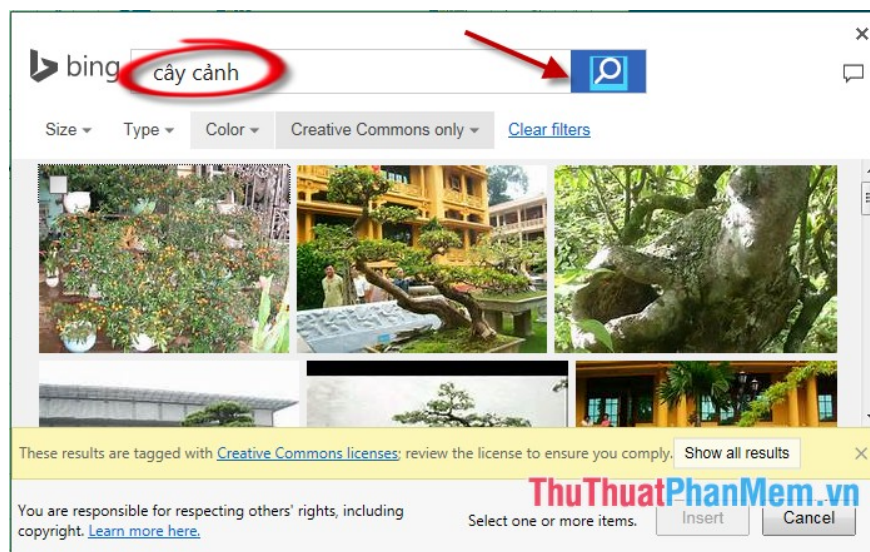 bing
cây cảnh
Size Type Color Creative Commons only Clear filters
These results are tagged with Creative Commons licenses; review the license to ensure you comply. Show all results
ThuThuatPhanMem.vn
You are responsible for respecting others' rights, including
copyright. Learn more here.
Select one or more items. Insert Cancel